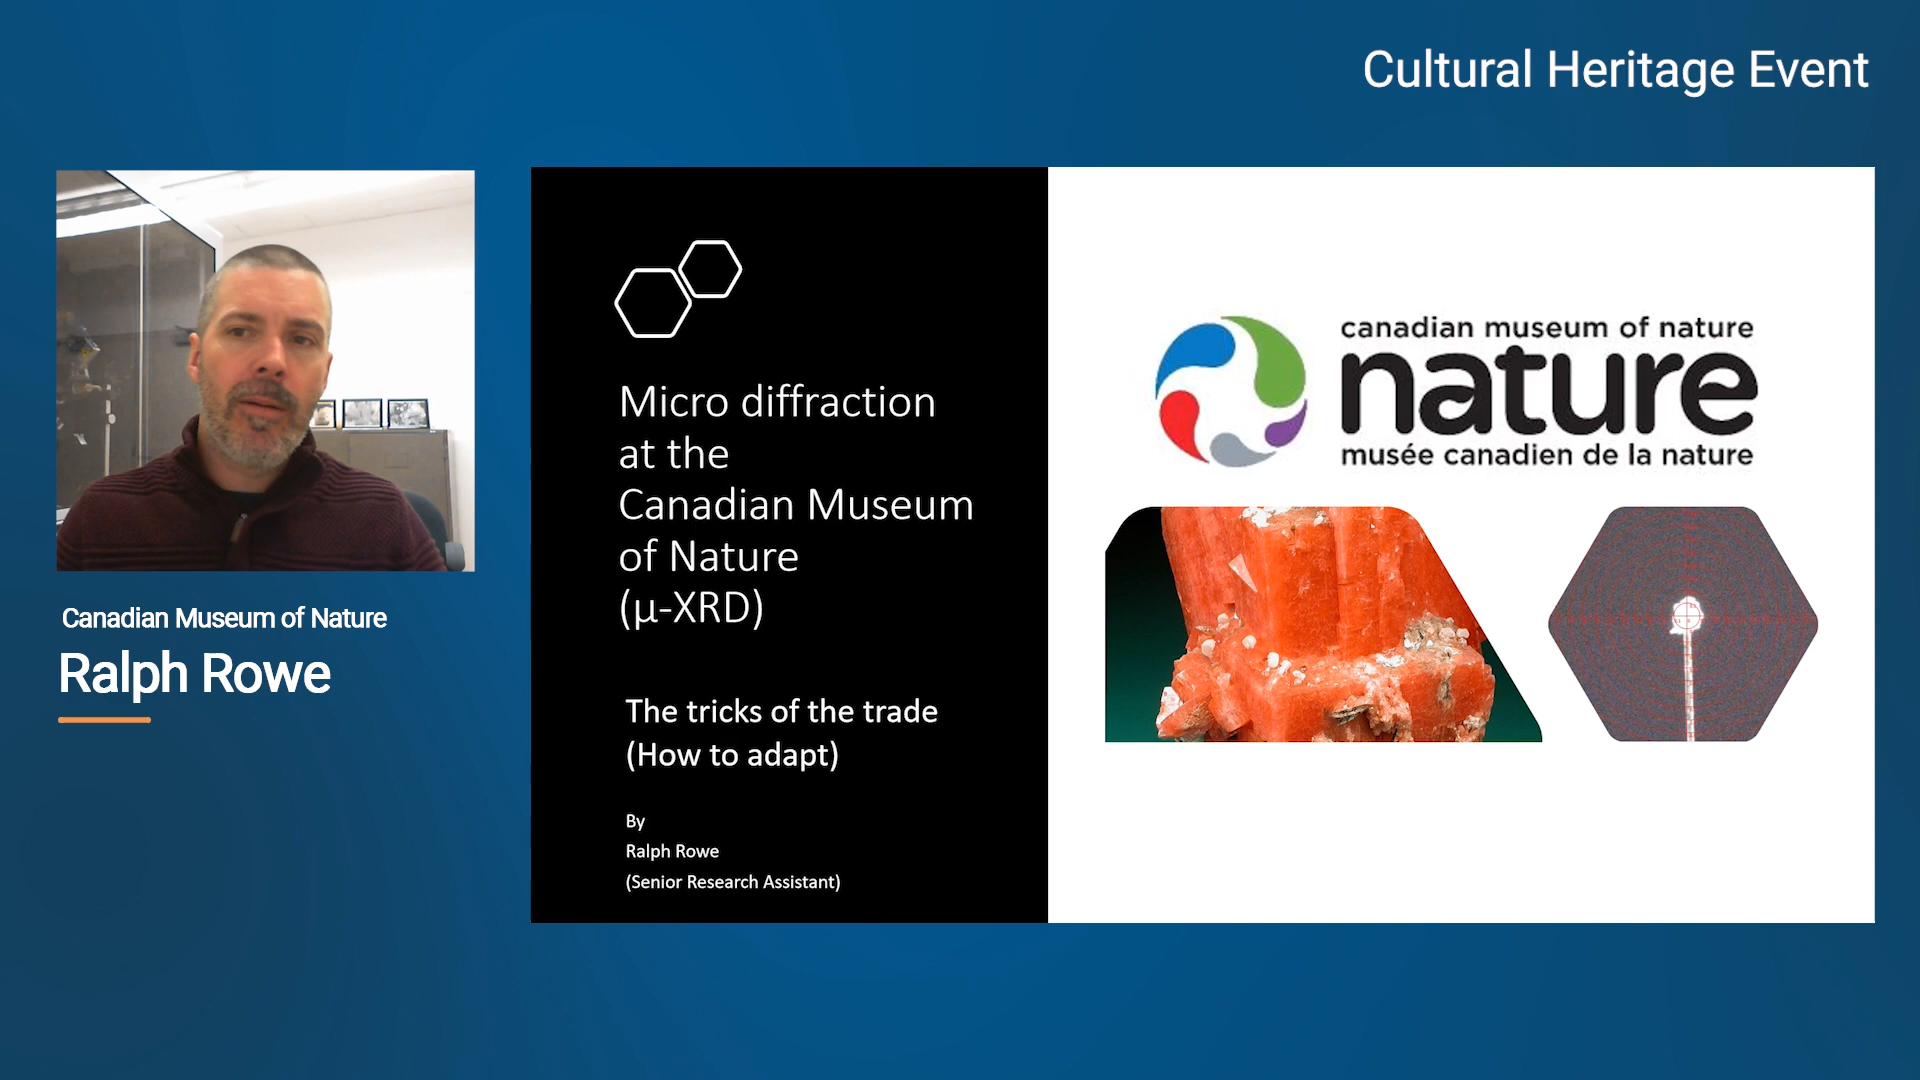 Cultural Heritage Event
Canadian Museum of Nature
Ralph Rowe
Micro diffraction
at the
Canadian Museum
of Nature
(µ-XRD)
The tricks of the trade
(How to adapt)
By
Ralph Rowe
(Senior Research Assistant)
canadian museum of nature
nature
musée canadien de la nature